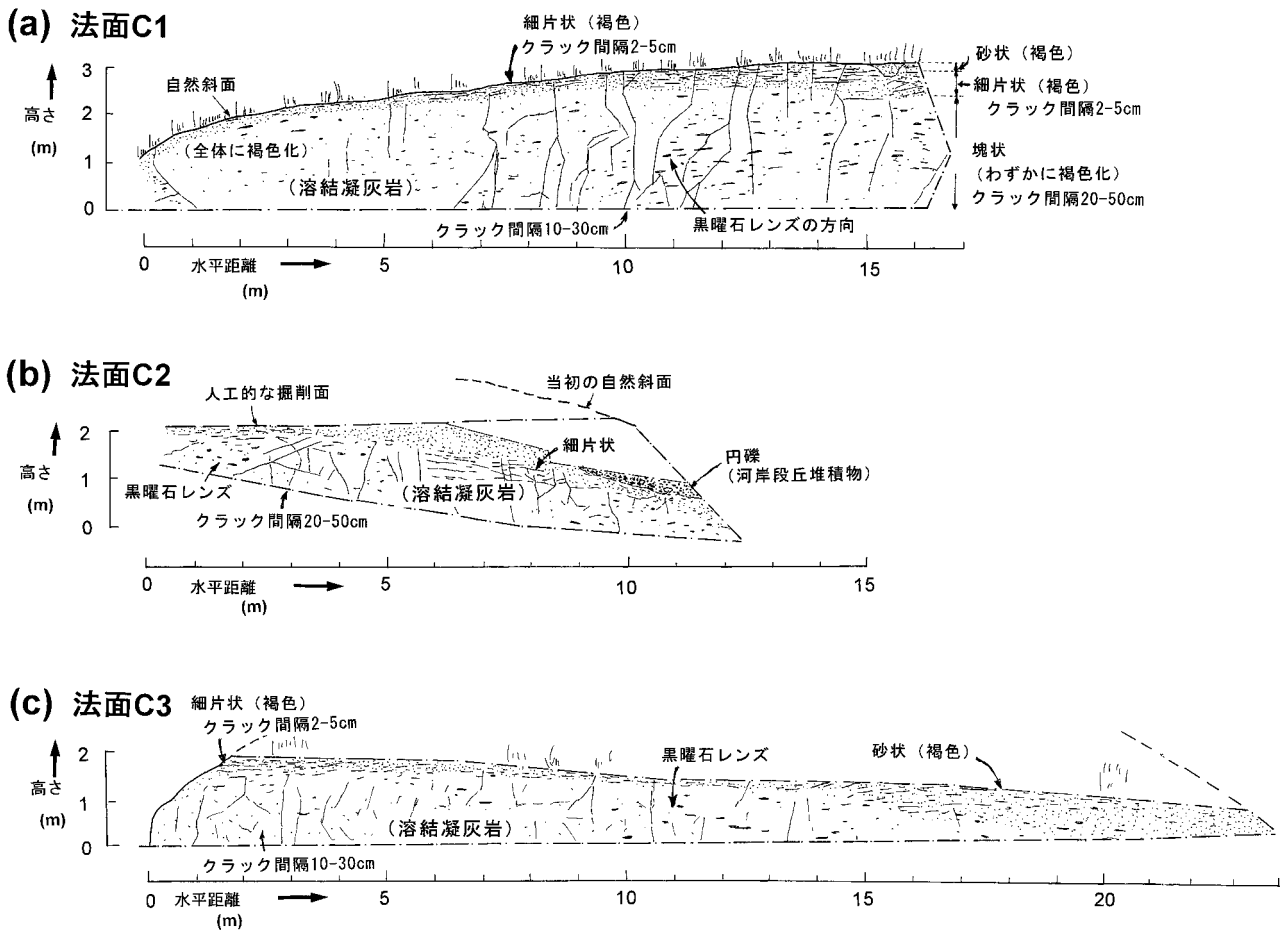 (a) 法面C1
細片状（褐色）
クラック間隔2-5cm
自然斜面
砂状（褐色）
細片状（褐色）
クラック間隔2-5cm
塊状
（わずかに褐色化）
クラック間隔20-50cm
3
2
1
0
高さ
(m)
（全体に褐色化）
（溶結凝灰岩）
クラック間隔10-30cm
黒曜石レンズの方向
0
5
10
15
水平距離
(m)
(b) 法面C2
人工的な掘削面
当初の自然斜面
細片状
円礫
（河岸段丘堆積物）
2
1
0
高さ
(m)
黒曜石レンズ
（溶結凝灰岩）
クラック間隔20-50cm
0
5
10
15
水平距離
(m)
(c) 法面C3
細片状（褐色）
クラック間隔2-5cm
黒曜石レンズ
砂状（褐色）
2
1
0
高さ
(m)
（溶結凝灰岩）
クラック間隔10-30cm
0
5
10
15
20
水平距離
(m)